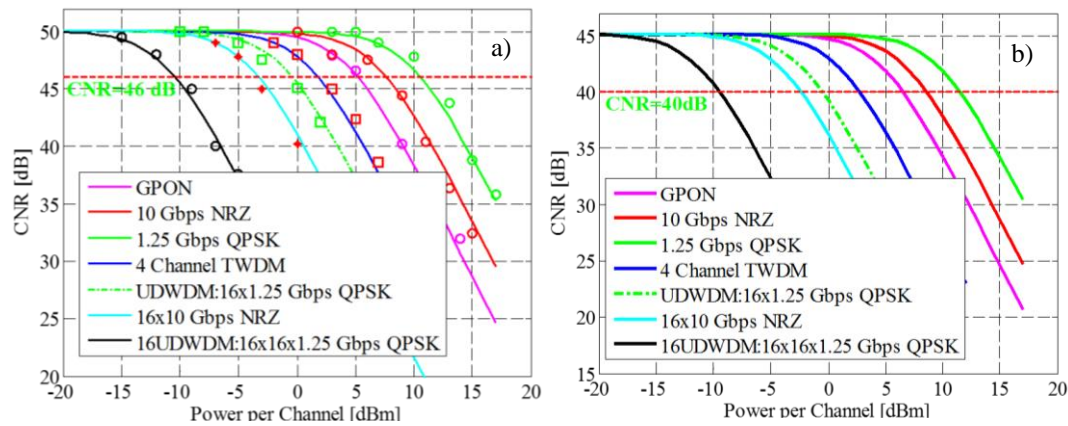 a)
50
45
40
35
30
25
20
CNR [dB]
CNR=46 dB
GPON
10 Gbps NRZ
1.25 Gbps QPSK
4 Channel TWDM
UDWDM:16x1.25 Gbps QPSK
16x10 Gbps NRZ
16UDWDM:16x16x1.25 Gbps QPSK
-20 -15 -10 -5 0 5 10 15 20
Power per Channel [dBm]
b)
45
40
35
30
25
20
15
CNR [dB]
CNR=40dB
GPON
10 Gbps NRZ
1.25 Gbps QPSK
4 Channel TWDM
UDWDM:16x1.25 Gbps QPSK
16x10 Gbps NRZ
16UDWDM:16x16x1.25 Gbps QPSK
-20 -15 -10 -5 0 5 10 15 20
Power per Channel [dBm]